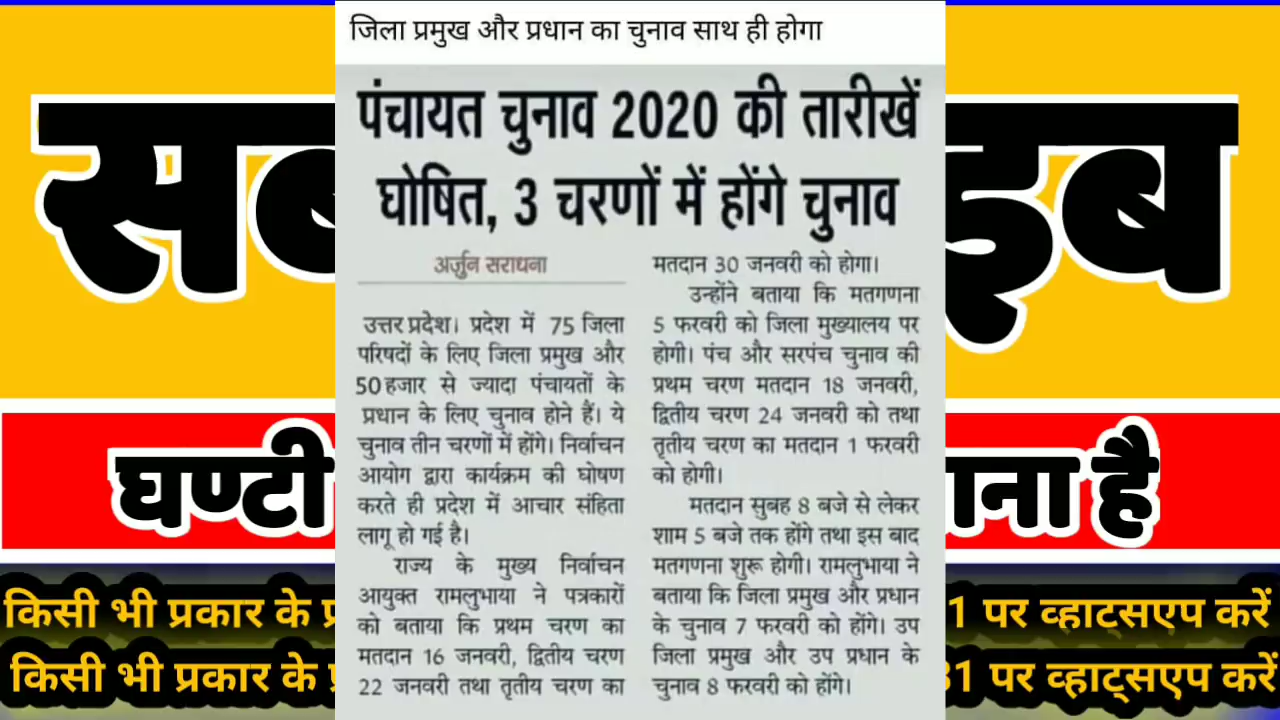 जिला प्रमुख और प्रधान का चुनाव साथ ही होगा
पंचायत चुनाव 2020 की तारीखें
घोषित, 3 चरणों में होंगे चुनाव
अर्जुन सराधना
उत्तर प्रदेश। प्रदेश में 75 जिला
परिषदों के लिए जिला प्रमुख और
50 हजार से ज्यादा पंचायतों के
प्रधान के लिए चुनाव होने हैं। ये
चुनाव तीन चरणों में होंगे। निर्वाचन
आयोग द्वारा कार्यक्रम की घोषण
करते ही प्रदेश में आचार संहिता
लागू हो गई है।
राज्य के मुख्य निर्वाचन
आयुक्त रामलुभाया ने पत्रकारों
को बताया कि प्रथम चरण का
मतदान 16 जनवरी, द्वितीय चरण
22 जनवरी तथा तृतीय चरण का
मतदान 30 जनवरी को होगा।
उन्होंने बताया कि मतगणना
5 फरवरी को जिला मुख्यालय पर
होगी। पंच और सरपंच चुनाव की
प्रथम चरण मतदान 18 जनवरी,
द्वितीय चरण 24 जनवरी को तथा
तृतीय चरण का मतदान 1 फरवरी
को होगी।
मतदान सुबह 8 बजे से लेकर
शाम 5 बजे तक होंगे तथा इस बाद
मतगणना शुरू होगी। रामलुभाया ने
बताया कि जिला प्रमुख और प्रधान
के चुनाव 7 फरवरी को होंगे। उप
जिला प्रमुख और उप प्रधान के
चुनाव 8 फरवरी को होंगे।
घण्टी है
किसी भी प्रकार के 1 पर व्हाटसएप करें
किसी भी प्रकार के 31 पर व्हाट्सएप करें